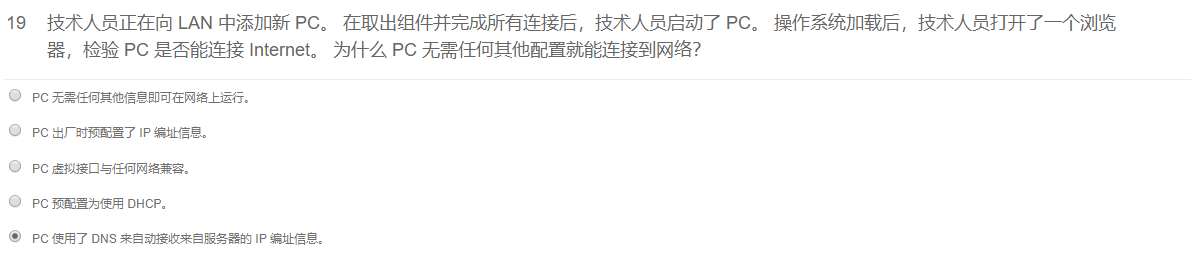 19 技术人员正在向 LAN 中添加新 PC。 在取出组件并完成所有连接后，技术人员启动了 PC。 操作系统加载后，技术人员打开了一个浏览
器，检验 PC 是否能连接 Internet。 为什么 PC 无需任何其他配置就能连接到网络?
PC 无需任何其他信息即可在网络上运行。
PC 出厂时预配置了 IP 编址信息。
PC 虚拟接口与任何网络兼容。
PC 预配置为使用 DHCP。
PC 使用了 DNS 来自动接收来自服务器的 IP 编址信息。